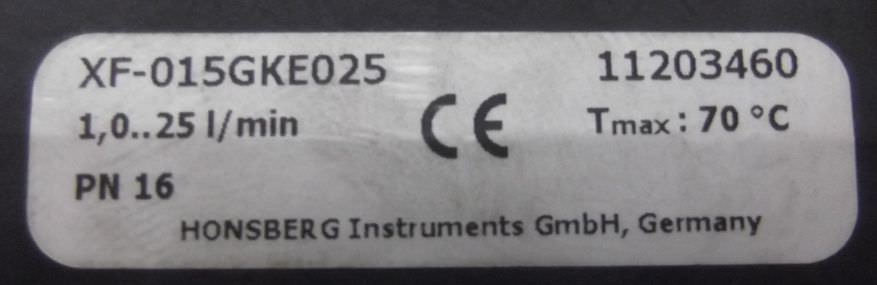 XF-015GKE025 11203460
1,0..25 l/min CE Tmax: 70 °C
PN 16
HONSBERG Instruments GmbH, Germany